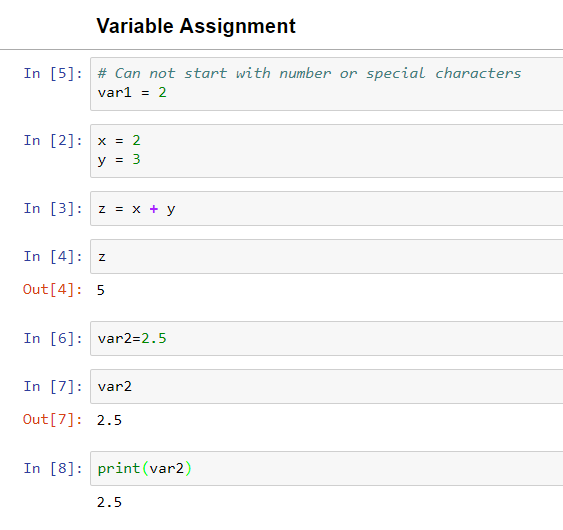 Variable Assignment
In [5]: # Can not start with number or special characters
var1 = 2
In [2]: x = 2
y = 3
In [3]: z = x + y
In [4]: z
Out[4]: 5
In [6]: var2=2.5
In [7]: var2
Out[7]: 2.5
In [8]: print(var2)
2.5